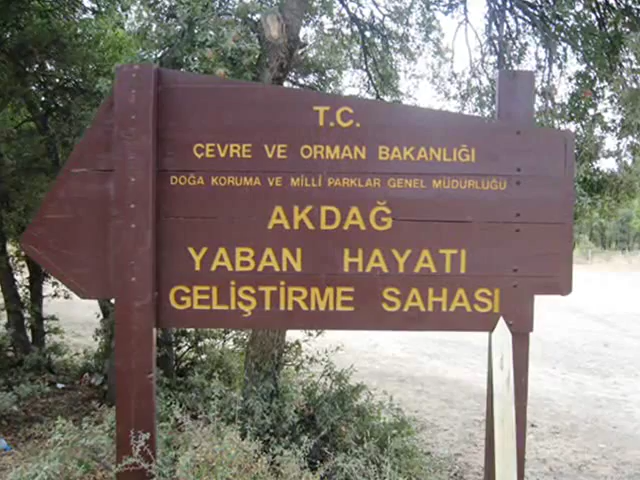 T.C.
ÇEVRE VE ORMAN BAKANLIĞI
DOĞA KORUMA VE MİLLİ PARKLAR GENEL MÜDÜRLÜĞÜ
AKDAĞ
YABAN HAYATI
GELİŞTİRME SAHASI